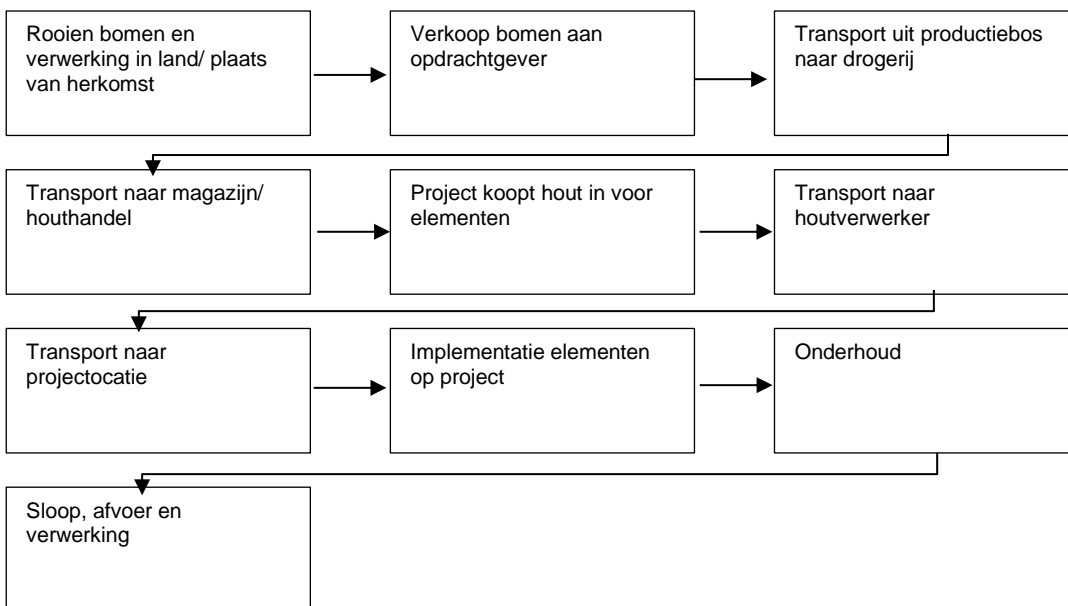 Rooien bomen en
verwerking in land/ plaats
van herkomst
Verkoop bomen aan
opdrachtgever
Transport uit productiebos
naar drogerij
Transport naar magazijn/
houthandel
Project koopt hout in voor
elementen
Transport naar
houtverwerker
Transport naar
projectocatie
Implementatie elementen
op project
Onderhoud
Sloop, afvoer en
verwerking